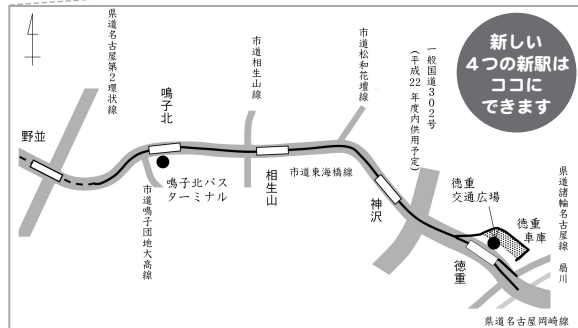 新しい
4つの新駅は
ココに
できます
県道名古屋第2環状線
野並
鳴子北
鳴子北バス
ターミナル
市道鳴子団地大高線
市道相生山線
相生山
市道東海橋線
市道松和花壇線
一般国道302号
(平成22年度内供用予定)
神沢
徳重
交通広場
徳重
車庫
徳重
県道諸輪名古屋線
扇川
県道名古屋岡崎線